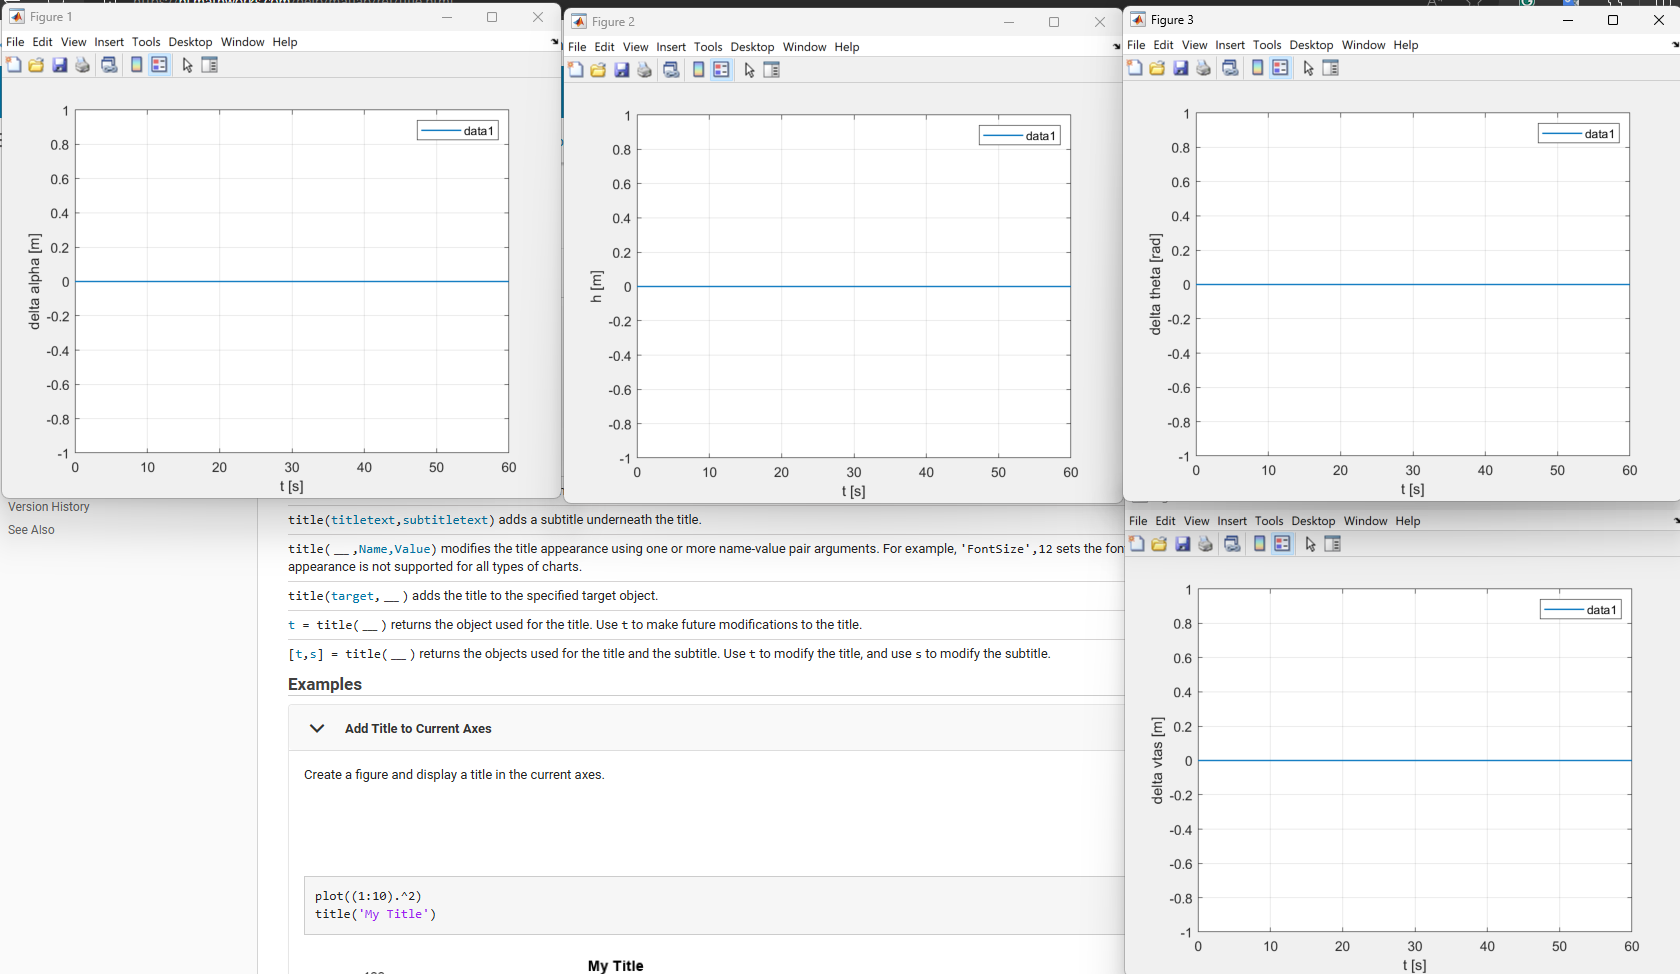 Figure 1
File Edit View Insert Tools Desktop Window Help
data1
1
0.8
0.6
0.4
0.2
0
-0.2
-0.4
-0.6
-0.8
-1
delta alpha [m]
0 10 20 30 40 50 60
t [s]
Figure 2
File Edit View Insert Tools Desktop Window Help
data1
1
0.8
0.6
0.4
0.2
0
-0.2
-0.4
-0.6
-0.8
-1
h [m]
0 10 20 30 40 50 60
t [s]
Figure 3
File Edit View Insert Tools Desktop Window Help
data1
1
0.8
0.6
0.4
0.2
0
-0.2
-0.4
-0.6
-0.8
-1
delta theta [rad]
0 10 20 30 40 50 60
t [s]
File Edit View Insert Tools Desktop Window Help
data1
1
0.8
0.6
0.4
0.2
0
-0.2
-0.4
-0.6
-0.8
-1
delta vtas [m]
0 10 20 30 40 50 60
t [s]
Version History
See Also
title(titletext,subtitletext) adds a subtitle underneath the title.
title(__,Name,Value) modifies the title appearance using one or more name-value pair arguments. For example, 'FontSize',12 sets the fon
appearance is not supported for all types of charts.
title(target,__) adds the title to the specified target object.
t = title(__) returns the object used for the title. Use t to make future modifications to the title.
[t,s] = title(__) returns the objects used for the title and the subtitle. Use t to modify the title, and use s to modify the subtitle.
Examples
Add Title to Current Axes
Create a figure and display a title in the current axes.
plot((1:10).^2)
title('My Title')
My Title